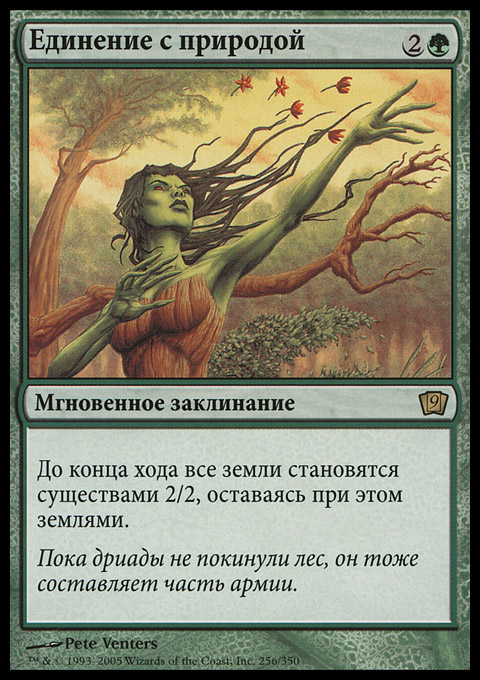 Единение с природой 2
Мгновенное заклинание 9
До конца хода все земли становятся
существами 2/2, оставаясь при этом
землями.
Пока дриады не покинули лес, он тоже
составляет часть армии.
Pete Venters
™ & © 1993–2005 Wizards of the Coast, Inc. 256/350